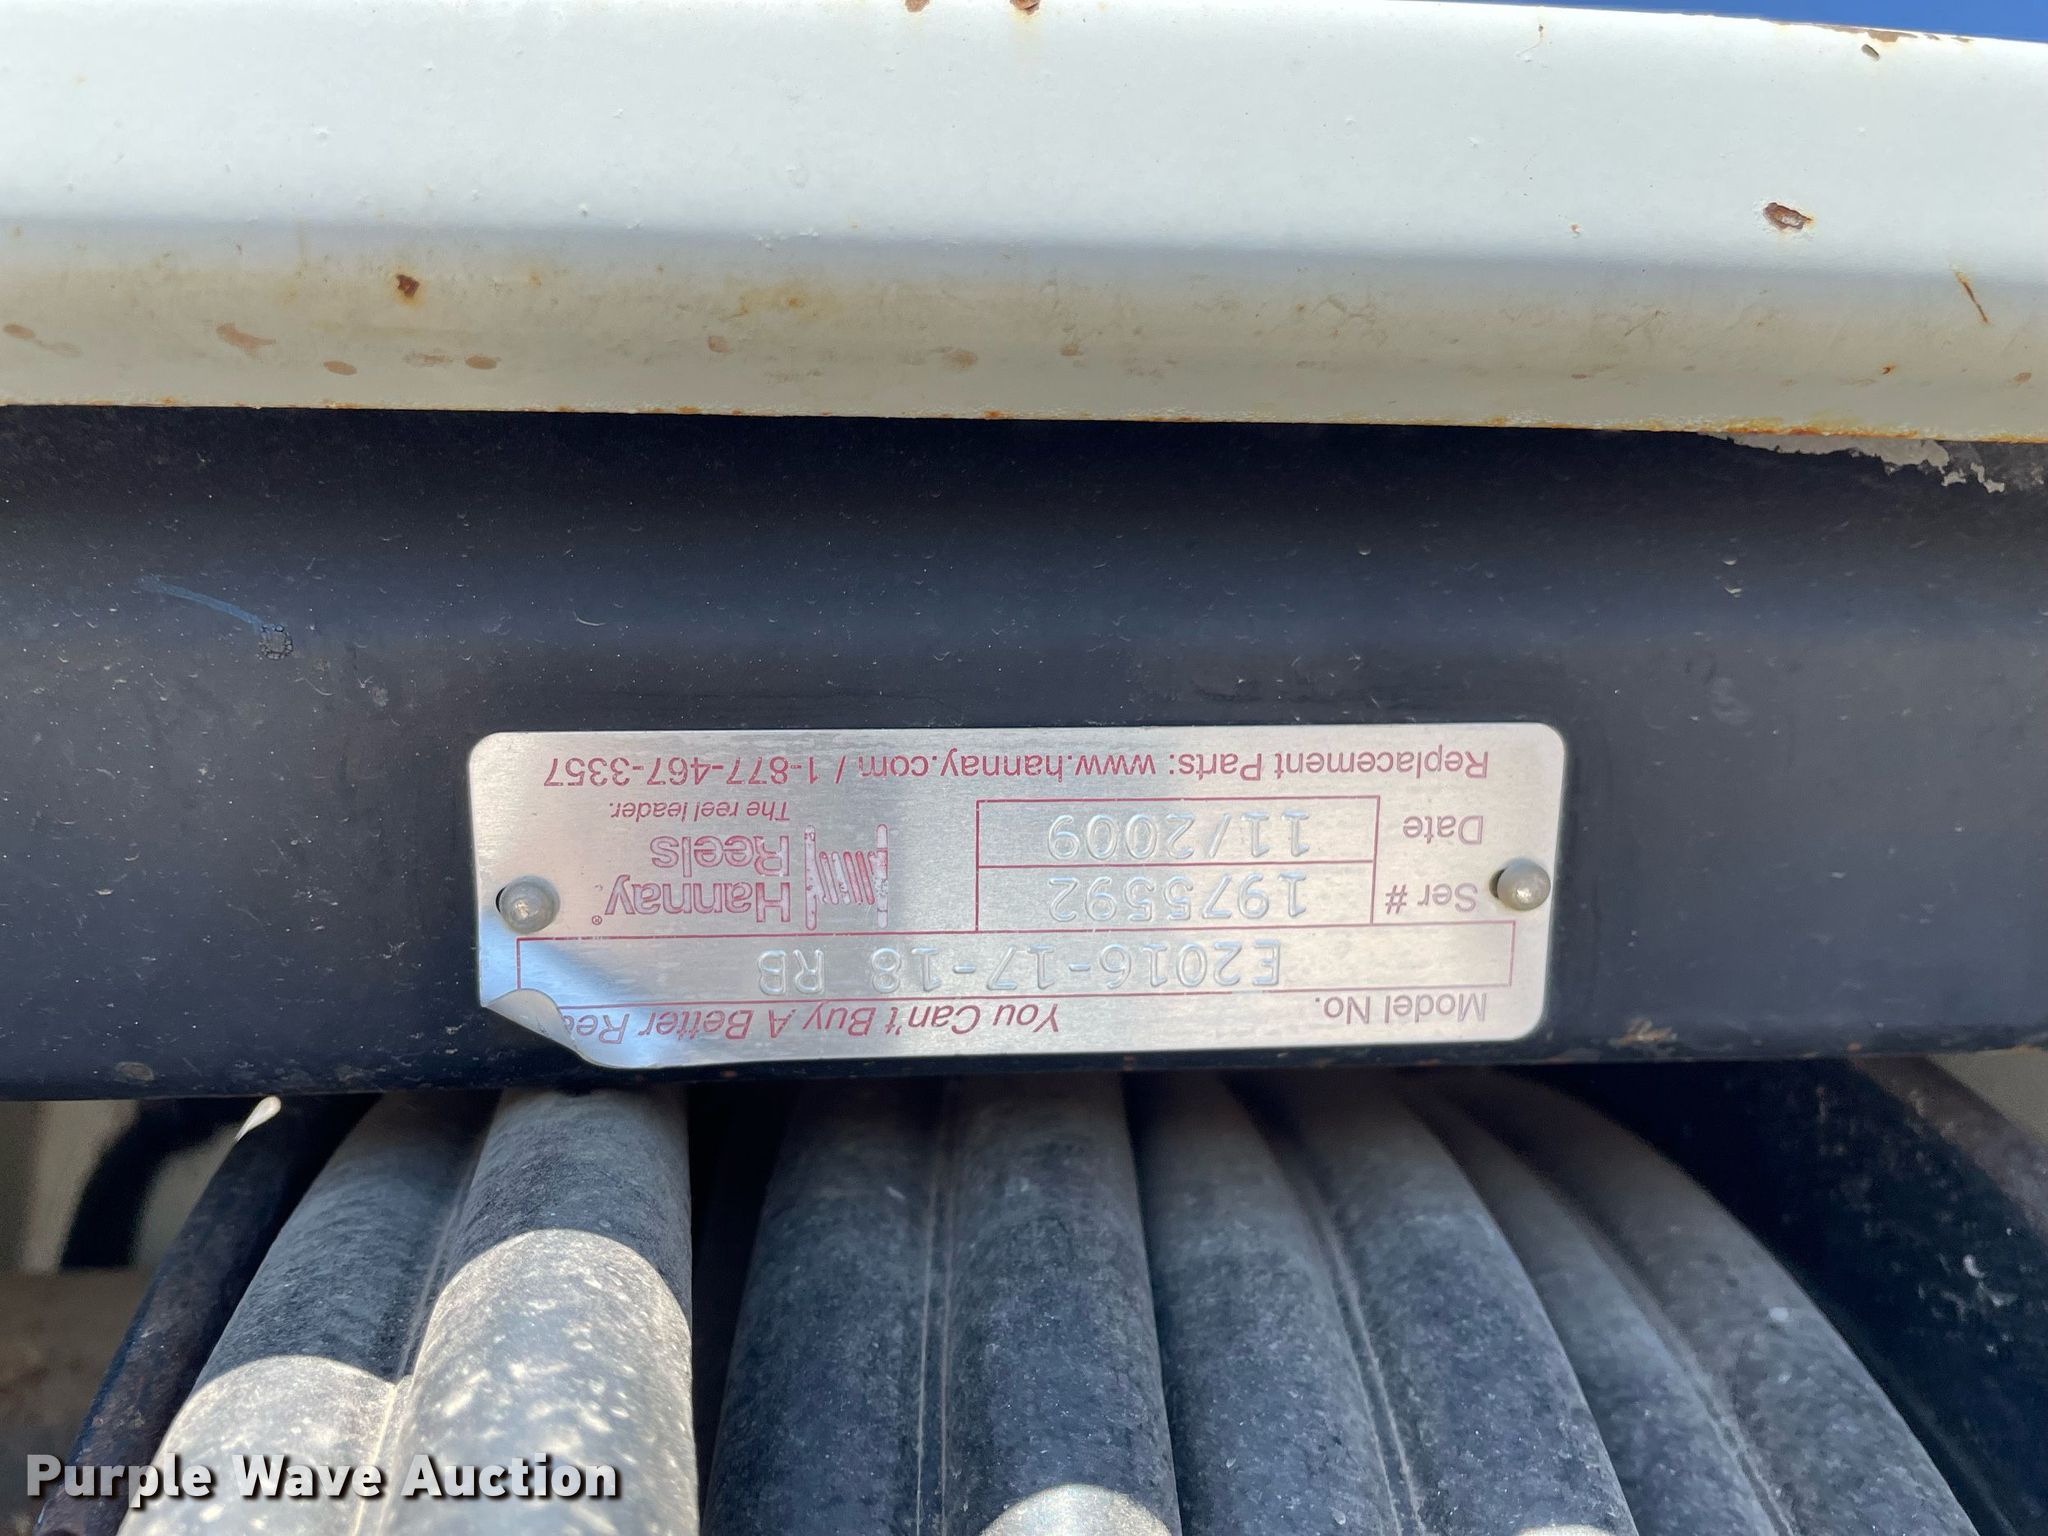 Model No.
You Can't Buy A Better Ree
E2016-17-18 RB
Ser #
1975592
Date
11/2009
Hannay®
Reels
The reel leader.
Replacement Parts: www.hannay.com / 1-877-467-3357
Purple Wave Auction